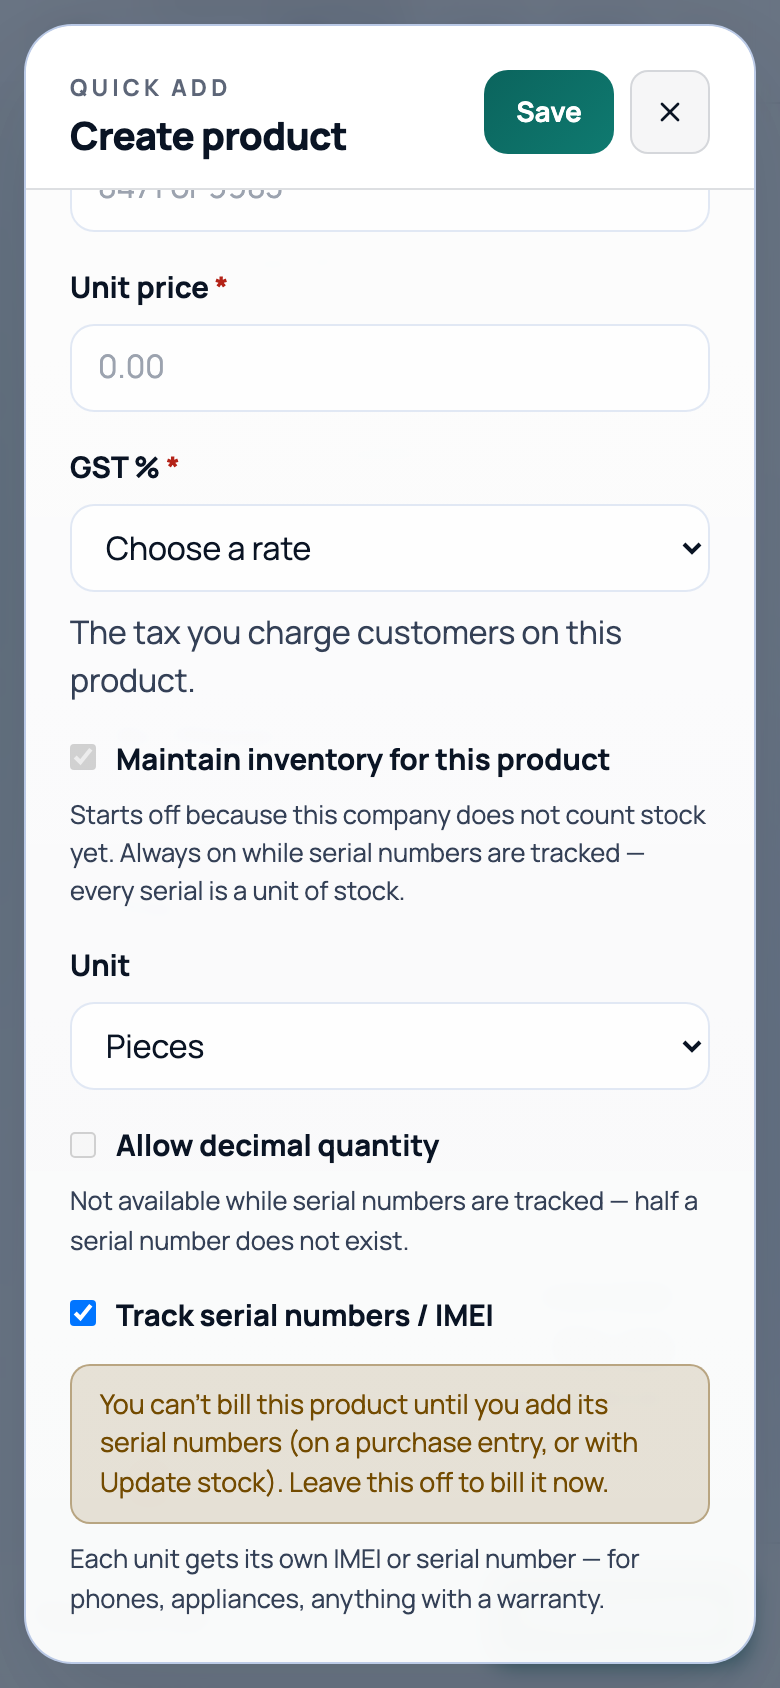 QUICK ADD
Create product
Save
8471 or 5985
Unit price *
0.00
GST % *
Choose a rate
The tax you charge customers on this
product.
Maintain inventory for this product
Starts off because this company does not count stock
yet. Always on while serial numbers are tracked —
every serial is a unit of stock.
Unit
Pieces
Allow decimal quantity
Not available while serial numbers are tracked — half a
serial number does not exist.
Track serial numbers / IMEI
You can’t bill this product until you add its
serial numbers (on a purchase entry, or with
Update stock). Leave this off to bill it now.
Each unit gets its own IMEI or serial number — for
phones, appliances, anything with a warranty.